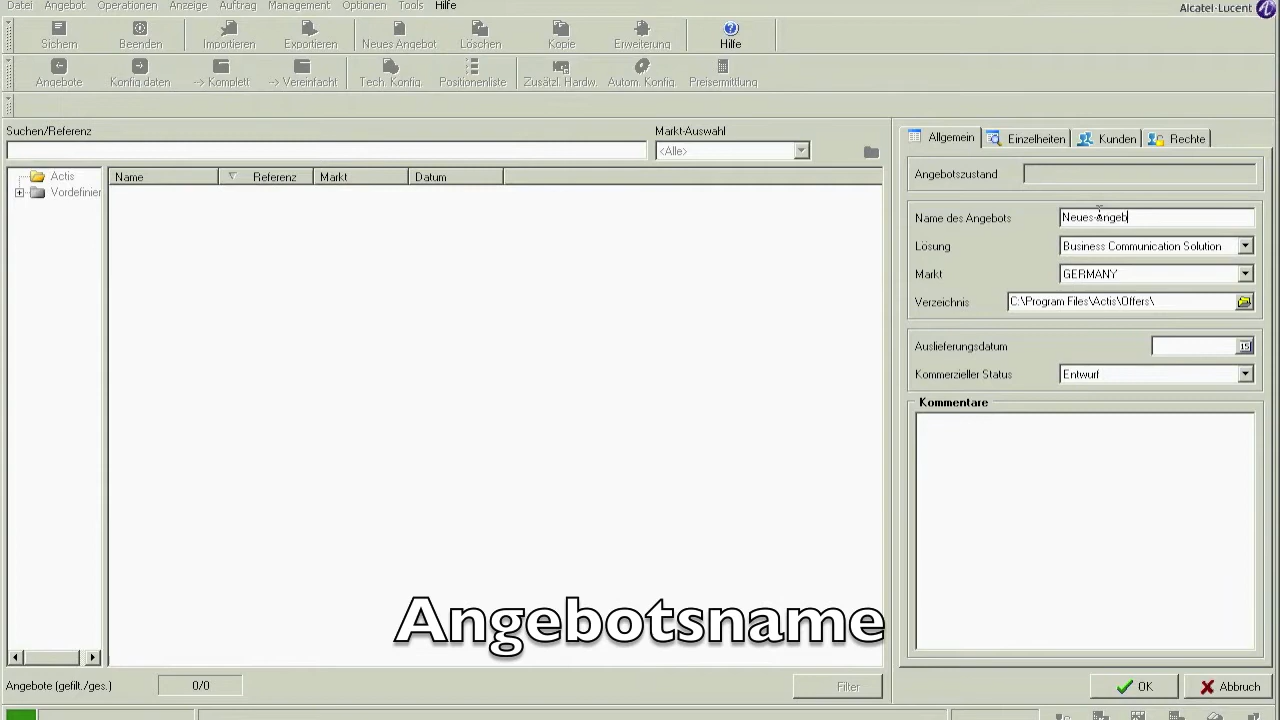 Datei Angebot Operationen Anzeige Auftrag Management Optionen Tools Hilfe
Alcatel-Lucent
Sichern Beenden Importieren Exportieren Neues Angebot Löschen Kopie Erweiterung Hilfe
Angebote Konfig.daten -> Komplett -> Vereinfacht Tech. Konfig. Positionenliste Zusätzl. Hardw. Autom. Konfig. Preisermittlung
Suchen/Referenz Markt-Auswahl
<Alle>
Allgemein Einzelheiten Kunden Rechte
Actis
Vordefinier
Name Referenz Markt Datum
Angebotszustand
Name des Angebots Neues-Angeb
Lösung Business Communication Solution
Markt GERMANY
Verzeichnis C:\Program Files\Actis\Offers\
Auslieferungsdatum 15
Kommerzieller Status Entwurf
Kommentare
Angebotsname
Angebote (gefilt./ges.) 0/0 Filter
OK Abbruch